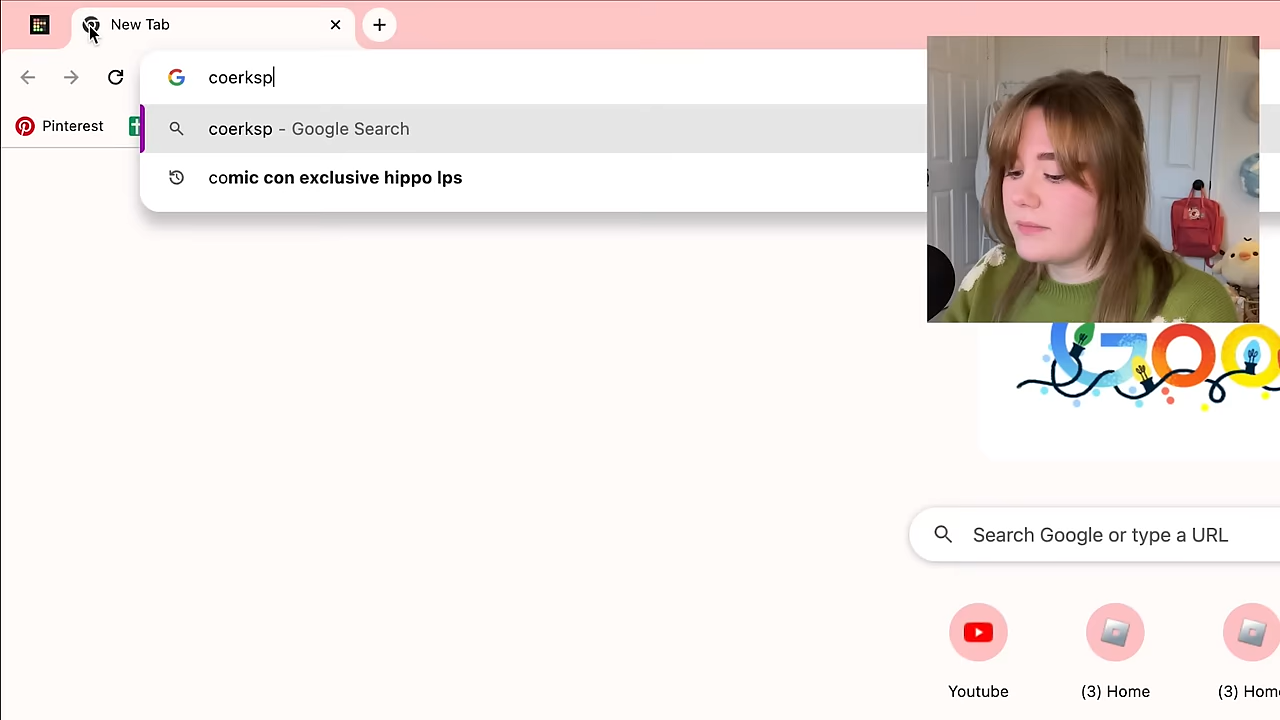 New Tab
coerksp
Pinterest
coerksp - Google Search
comic con exclusive hippo lps
Goo
Search Google or type a URL
Youtube
(3) Home
(3) Hom